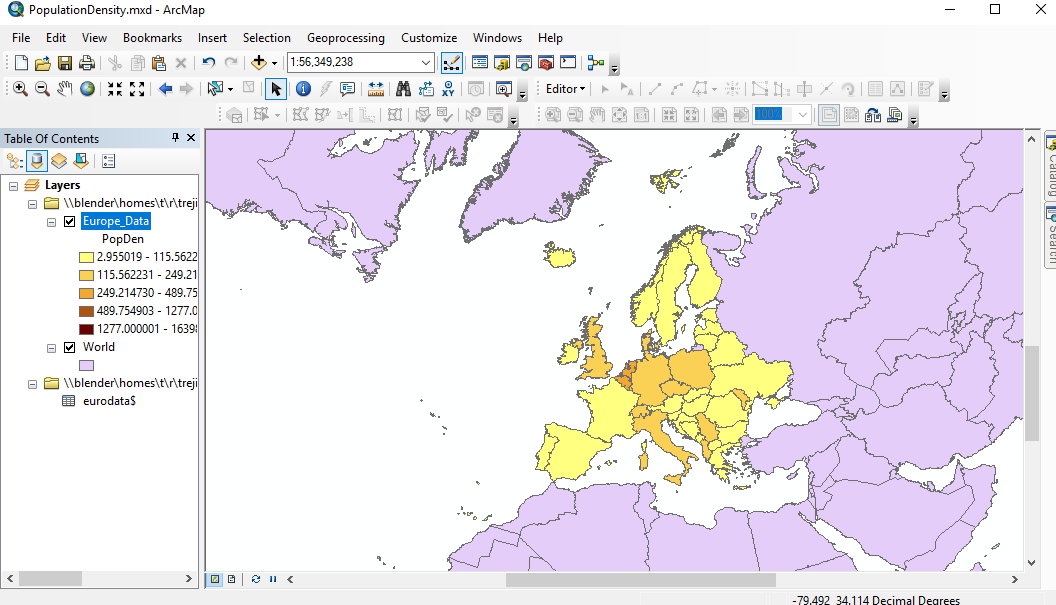 PopulationDensity.mxd - ArcMap
File Edit View Bookmarks Insert Selection Geoprocessing Customize Windows Help
1:56,349,238
Editor
100%
Table Of Contents
Layers
\\blender\homes\t\r\treji
Europe_Data
PopDen
2.955019 - 115.5622
115.562231 - 249.21
249.214730 - 489.75
489.754903 - 1277.0
1277.000001 - 1639
World
\\blender\homes\t\r\treji
eurodata$
Catalog
Search
-79.492 34.114 Decimal Degrees